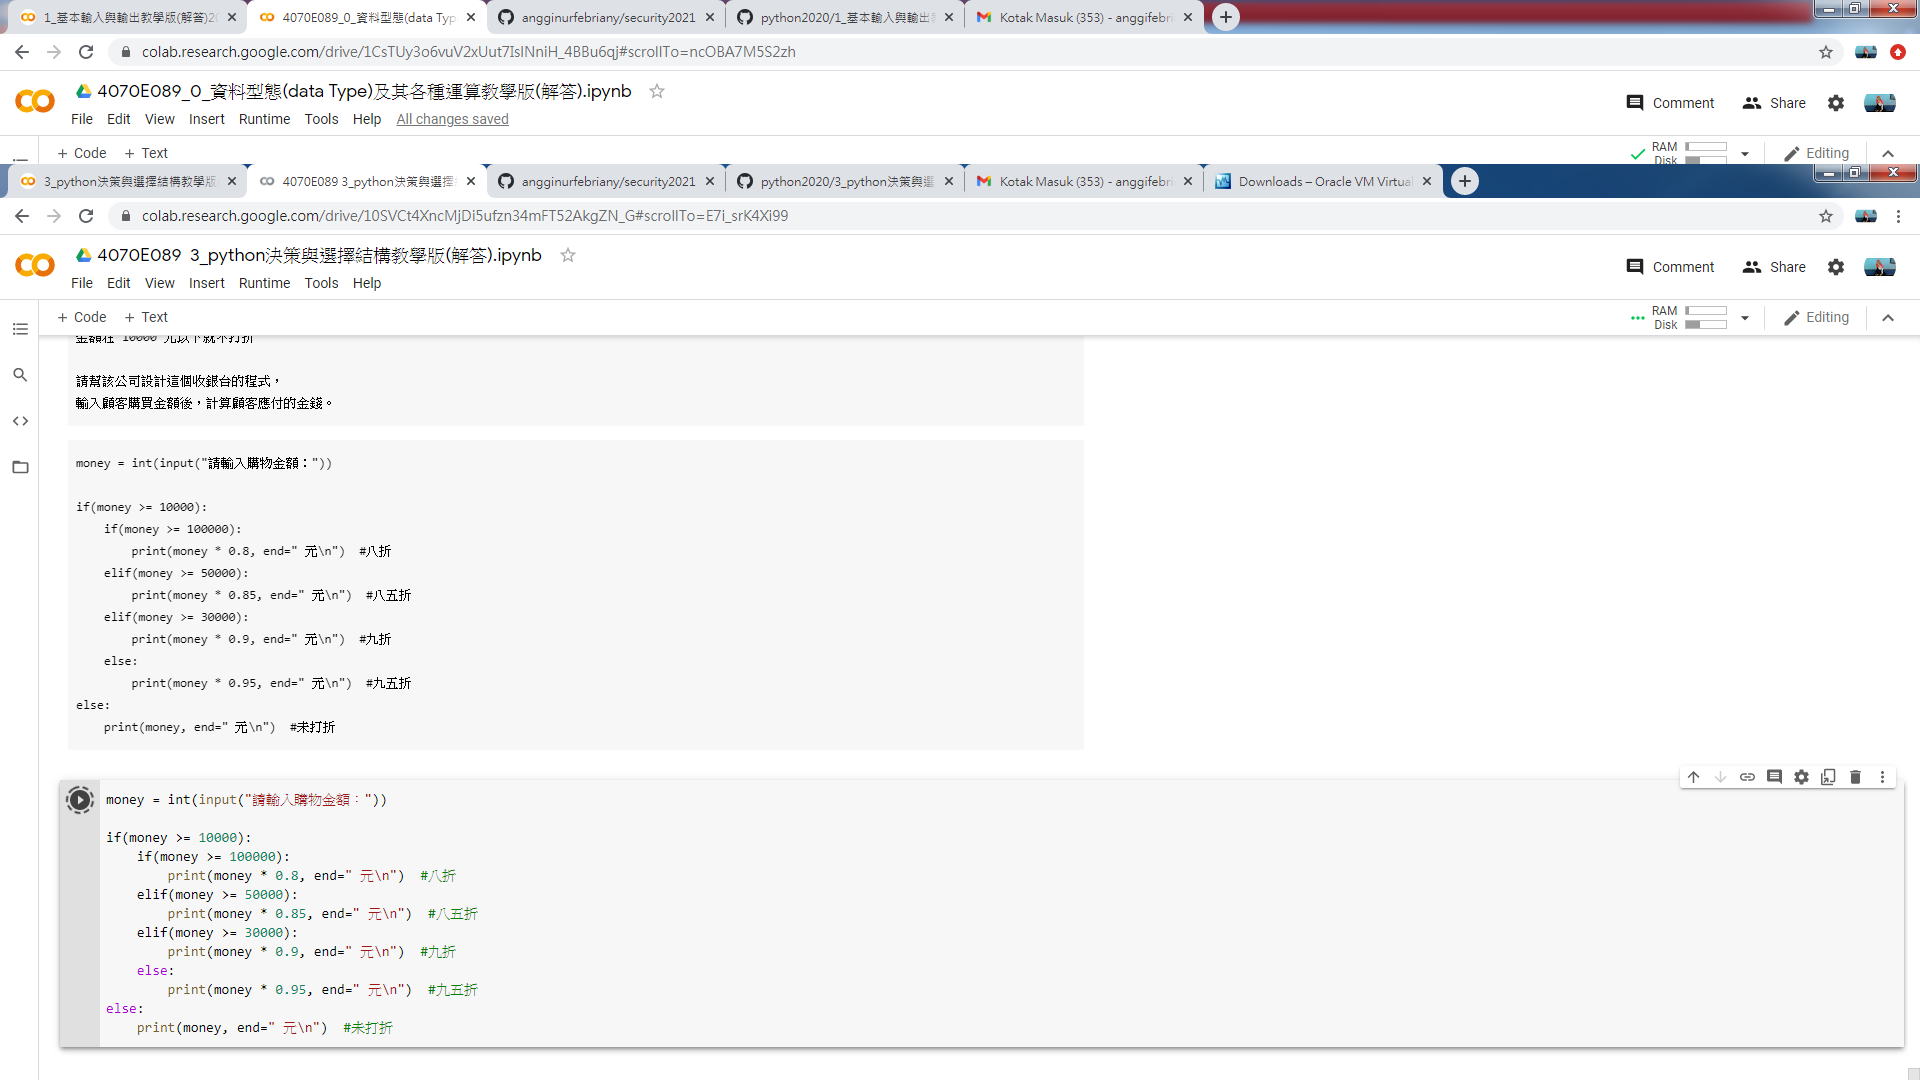 1_基本輸入與輸出教學版(解答)2
4070E089_0_資料型態(data Typ
angginurfebriany/security2021
python2020/1_基本輸入與輸出
Kotak Masuk (353) - anggifebri
colab.research.google.com/drive/1CsTUy3o6vuV2xUut7IsINniH_4BBu6qj#scrollTo=ncOBA7M5S2zh
4070E089_0_資料型態(data Type)及其各種運算教學版(解答).ipynb
Comment
Share
File Edit View Insert Runtime Tools Help All changes saved
+ Code + Text
RAM
Disk
Editing
3_python決策與選擇結構教學版
4070E089 3_python決策與選擇
angginurfebriany/security2021
python2020/3_python決策與選
Kotak Masuk (353) - anggifebri
Downloads – Oracle VM Virtual
colab.research.google.com/drive/10SVCt4XncMjDi5ufzn34mFT52AkgZN_G#scrollTo=E7i_srK4Xi99
4070E089 3_python決策與選擇結構教學版(解答).ipynb
Comment
Share
File Edit View Insert Runtime Tools Help
+ Code + Text
RAM
Disk
Editing
金額在 10000 元以下就不打折
請幫該公司設計這個收銀台的程式，
輸入顧客購買金額後，計算顧客應付的金錢。
money = int(input("請輸入購物金額："))
if(money >= 10000):
    if(money >= 100000):
        print(money * 0.8, end=" 元\n")  #八折
    elif(money >= 50000):
        print(money * 0.85, end=" 元\n")  #八五折
    elif(money >= 30000):
        print(money * 0.9, end=" 元\n")  #九折
    else:
        print(money * 0.95, end=" 元\n")  #九五折
else:
    print(money, end=" 元\n")  #未打折
money = int(input("請輸入購物金額："))
if(money >= 10000):
    if(money >= 100000):
        print(money * 0.8, end=" 元\n")  #八折
    elif(money >= 50000):
        print(money * 0.85, end=" 元\n")  #八五折
    elif(money >= 30000):
        print(money * 0.9, end=" 元\n")  #九折
    else:
        print(money * 0.95, end=" 元\n")  #九五折
else:
    print(money, end=" 元\n")  #未打折